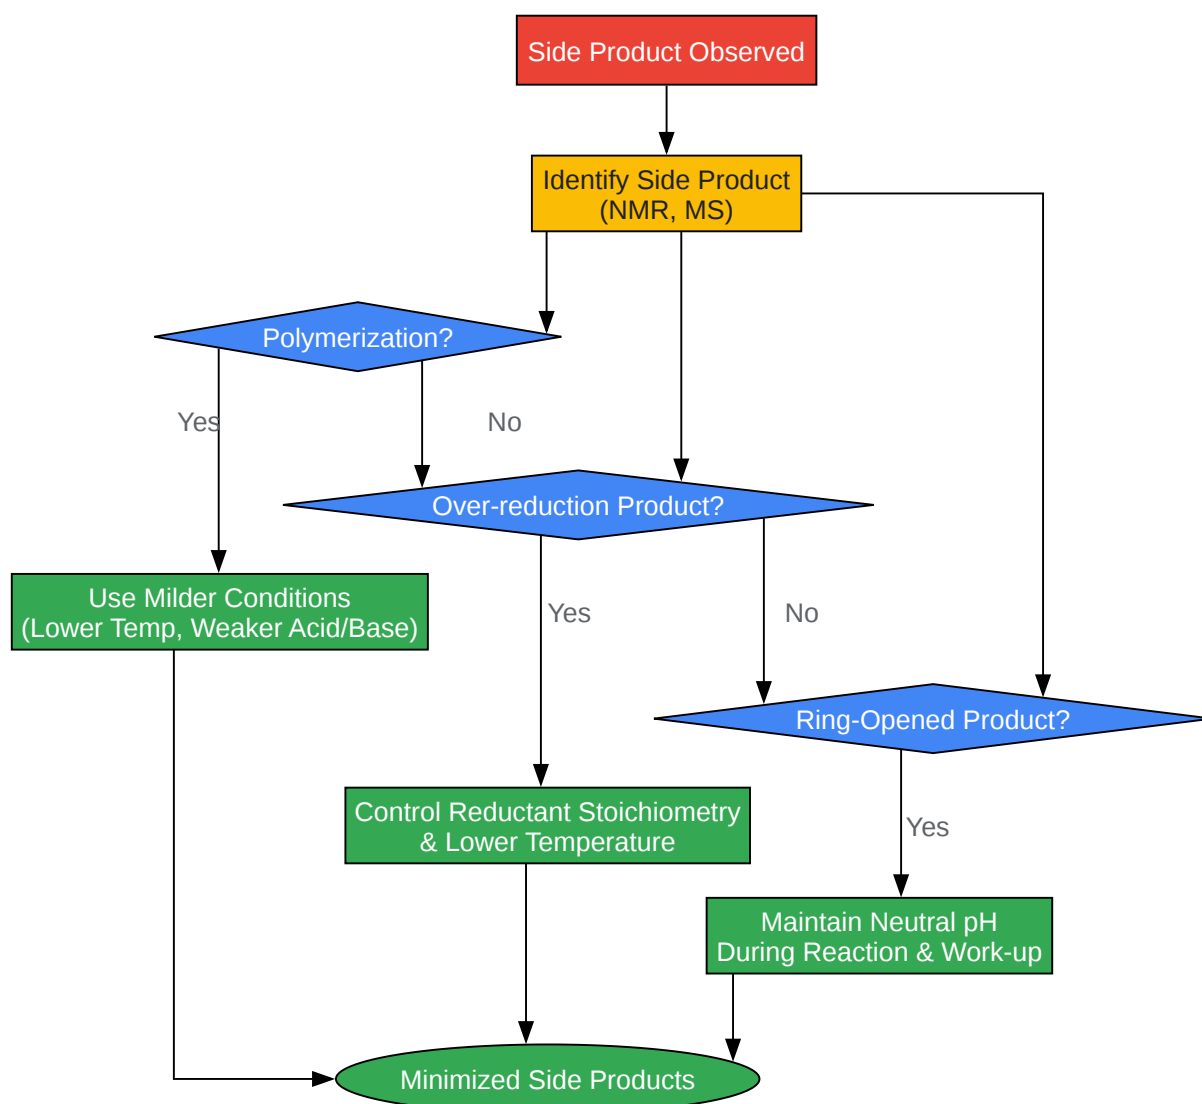 Side Product Observed
Identify Side Product
(NMR, MS)
Polymerization?
Yes
No
Over-reduction Product?
Use Milder Conditions
(Lower Temp, Weaker Acid/Base)
Yes
No
Ring-Opened Product?
Control Reductant Stoichiometry
& Lower Temperature
Yes
Maintain Neutral pH
During Reaction & Work-up
Minimized Side Products